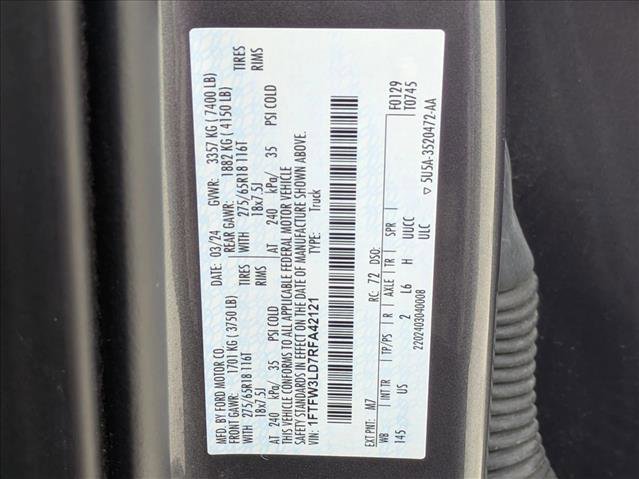 MFD. BY FORD MOTOR CO.
DATE: 03/24 GVWR: 3357 KG ( 7400 LB)
FRONT GAWR: 1701 KG ( 3750 LB) REAR GAWR: 1882 KG ( 4150 LB)
WITH 275/65R18 116T TIRES WITH 275/65R18 116T TIRES
18x7.5J RIMS 18x7.5J RIMS
AT 240 kPa/ 35 PSI COLD AT 240 kPa/ 35 PSI COLD
THIS VEHICLE CONFORMS TO ALL APPLICABLE FEDERAL MOTOR VEHICLE
SAFETY STANDARDS IN EFFECT ON THE DATE OF MANUFACTURE SHOWN ABOVE.
VIN: 1FTFW3LD7RFA42121 TYPE: Truck
F0129
T0745
EXT PNT: M7 RC: 72 DSO:
WB INT TR TP/PS R AXLE TR SPR
145 US 2 L6 H UUCC
ULC
2202403040008
▽ 5U5A-3520472-AA